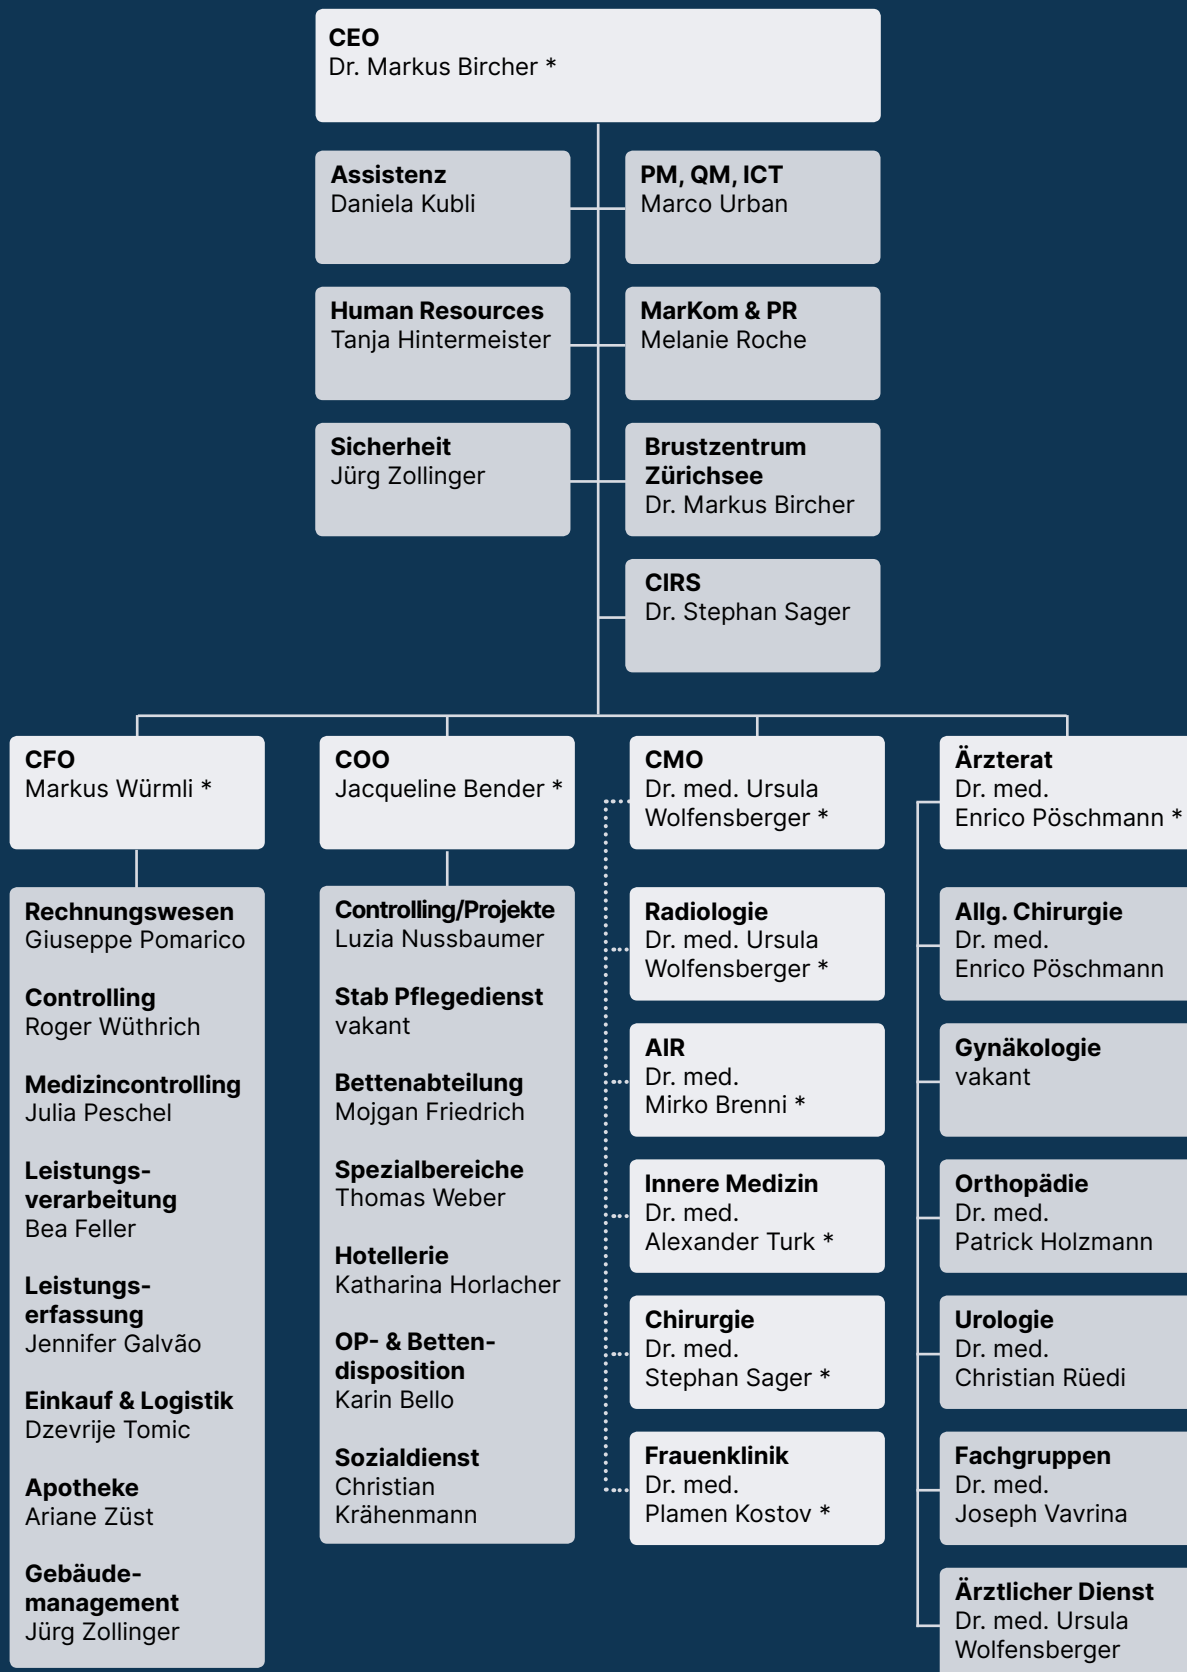 CEO
Dr. Markus Bircher *
Assistenz
Daniela Kubli
PM, QM, ICT
Marco Urban
Human Resources
Tanja Hintermeister
MarKom & PR
Melanie Roche
Sicherheit
Jürg Zollinger
Brustzentrum
Zürichsee
Dr. Markus Bircher
CIRS
Dr. Stephan Sager
CFO
Markus Würmli *
Rechnungswesen
Giuseppe Pomarico
Controlling
Roger Wüthrich
Medizincontrolling
Julia Peschel
Leistungs-
verarbeitung
Bea Feller
Leistungs-
erfassung
Jennifer Galvão
Einkauf & Logistik
Dzevrije Tomic
Apotheke
Ariane Züst
Gebäude-
management
Jürg Zollinger
COO
Jacqueline Bender *
Controlling/Projekte
Luzia Nussbaumer
Stab Pflegedienst
vakant
Bettenabteilung
Mojgan Friedrich
Spezialbereiche
Thomas Weber
Hotellerie
Katharina Horlacher
OP- & Betten-
disposition
Karin Bello
Sozialdienst
Christian
Krähenmann
CMO
Dr. med. Ursula
Wolfensberger *
Radiologie
Dr. med. Ursula
Wolfensberger *
AIR
Dr. med.
Mirko Brenni *
Innere Medizin
Dr. med.
Alexander Turk *
Chirurgie
Dr. med.
Stephan Sager *
Frauenklinik
Dr. med.
Plamen Kostov *
Ärzterat
Dr. med.
Enrico Pöschmann *
Allg. Chirurgie
Dr. med.
Enrico Pöschmann
Gynäkologie
vakant
Orthopädie
Dr. med.
Patrick Holzmann
Urologie
Dr. med.
Christian Rüedi
Fachgruppen
Dr. med.
Joseph Vavrina
Ärztlicher Dienst
Dr. med. Ursula
Wolfensberger